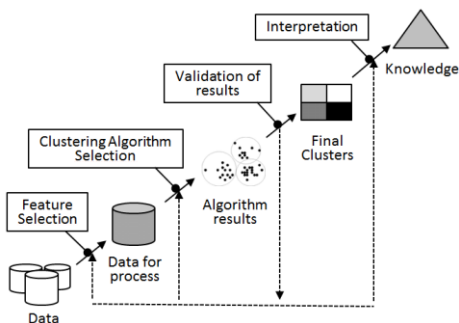 Interpretation
Knowledge
Validation of
results
Final
Clusters
Clustering Algorithm
Selection
Algorithm
results
Feature
Selection
Data for
process
Data